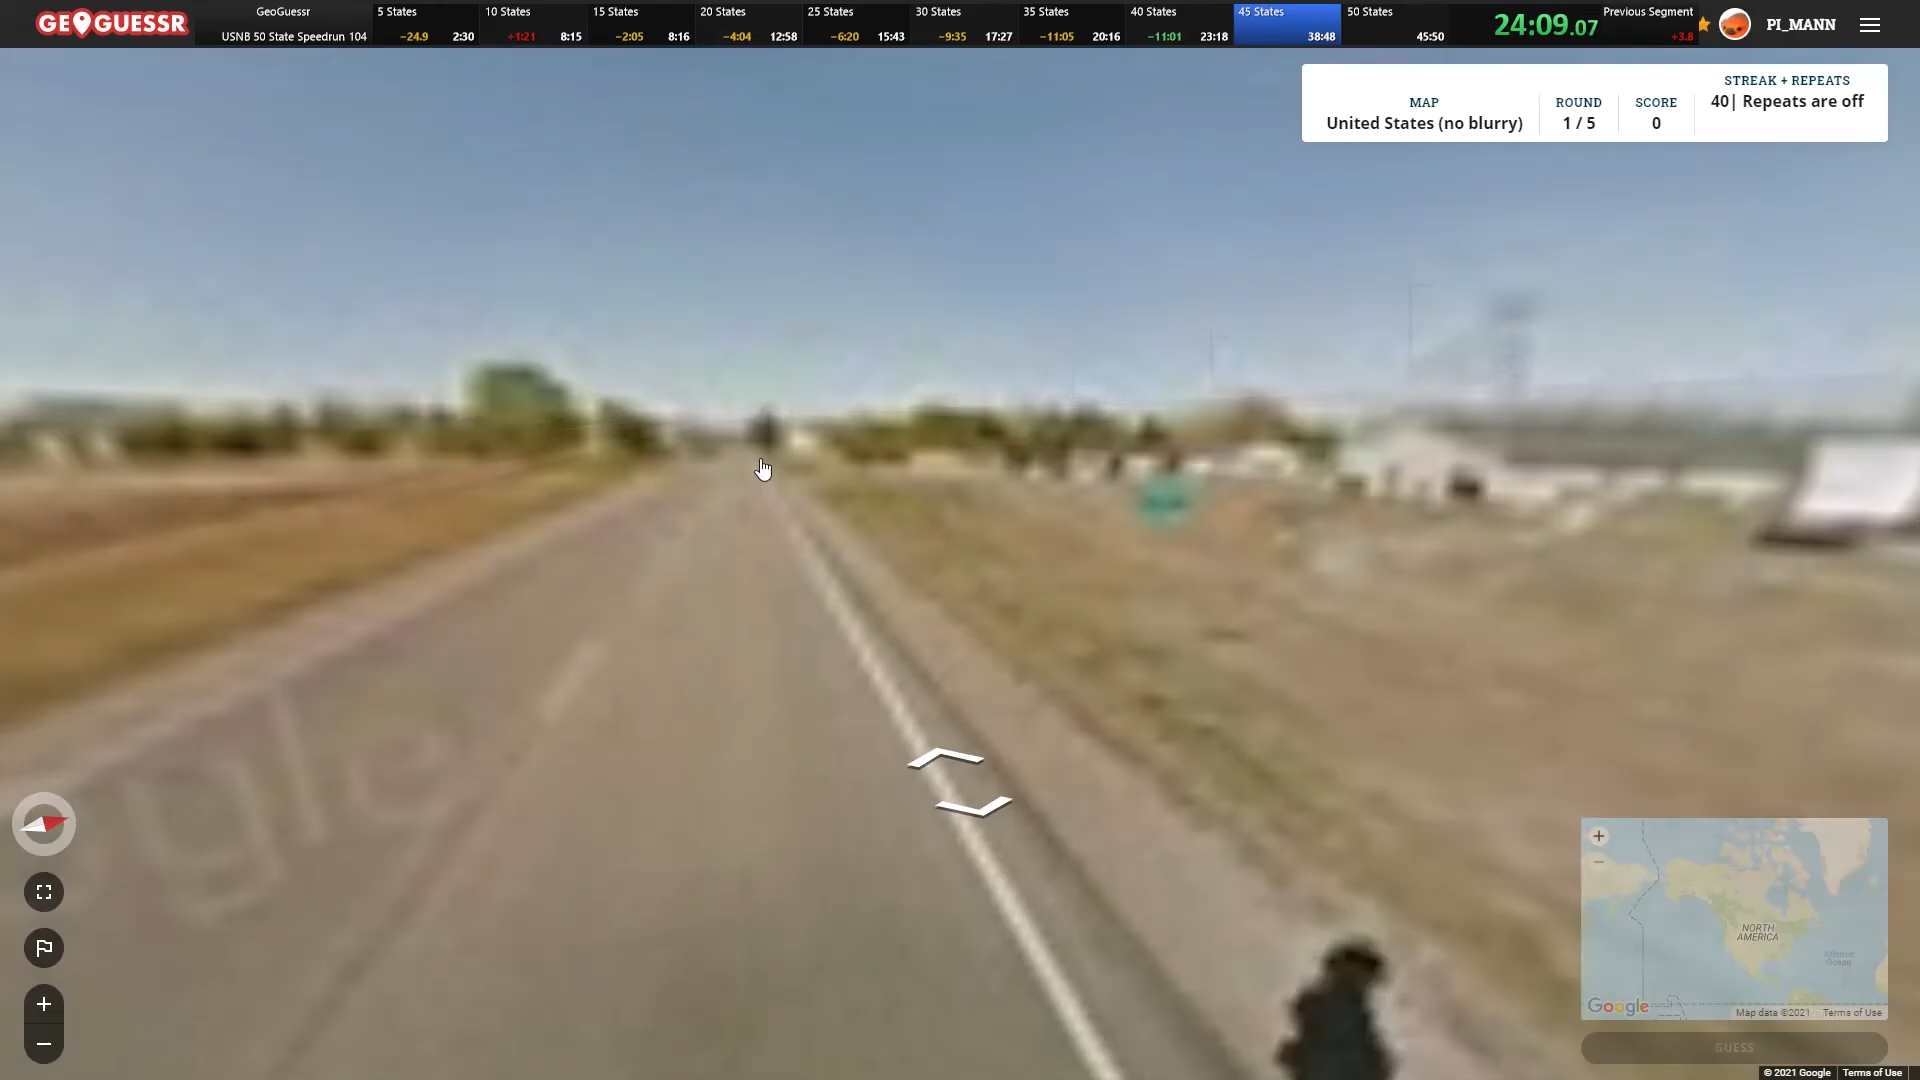 GEOGUESSR
GeoGuessr
USNB 50 State Speedrun 104
5 States
−24.9 2:30
10 States
+1:21 8:15
15 States
−2:05 8:16
20 States
−4:04 12:58
25 States
−6:20 15:43
30 States
−9:35 17:27
35 States
−11:05 20:16
40 States
−11:01 23:18
45 States
38:48
50 States
45:50
24:09.07
Previous Segment
+3.8
PI_MANN
MAP
United States (no blurry)
ROUND
1 / 5
SCORE
0
STREAK + REPEATS
40| Repeats are off
NORTH
AMERICA
Atlantic
Ocean
Google
Map data ©2021 Terms of Use
GUESS
© 2021 Google Terms of Use